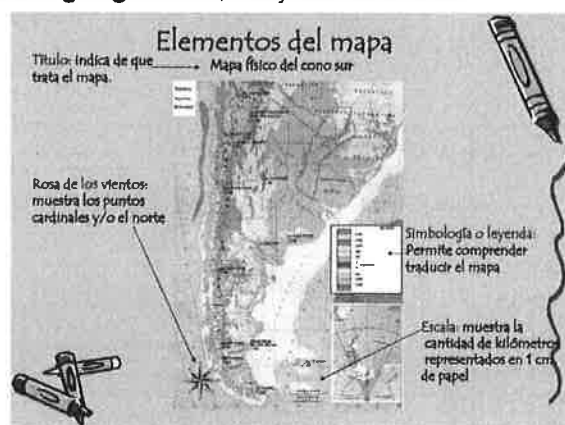 Elementos del mapa
Título: indica de que
trata el mapa.
Mapa físico del cono sur
Rosa de los vientos:
muestra los puntos
cardinales y/o el norte
Simbología o leyenda:
Permite comprender
traducir el mapa
Escala: muestra la
cantidad de kilómetros
representados en 1 cm
de papel